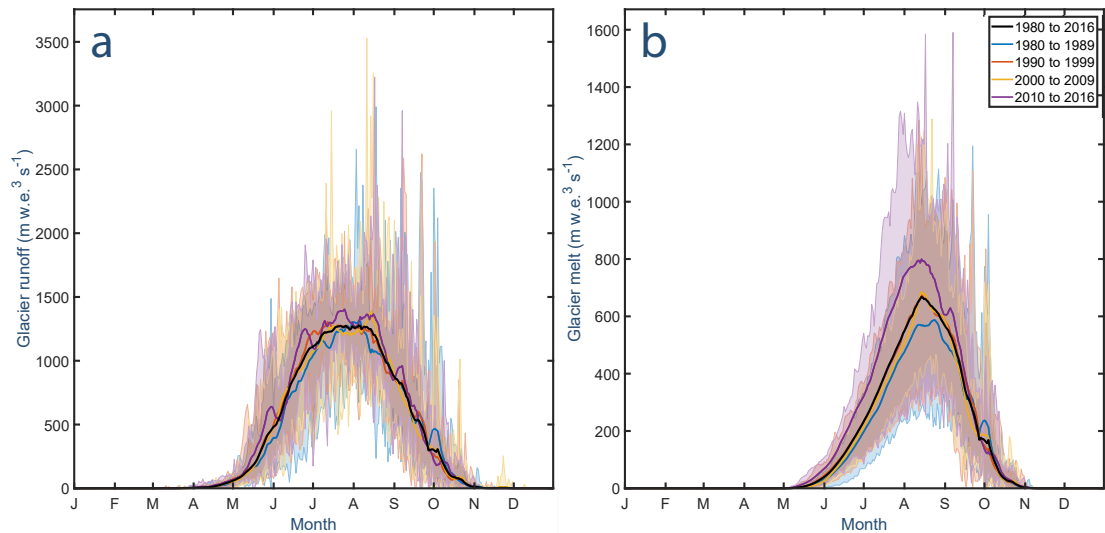 a
Glacier runoff (m w.e.³ s⁻¹)
3500
3000
2500
2000
1500
1000
500
0
J F M A M J J A S O N D
Month
b
Glacier melt (m w.e.³ s⁻¹)
1600
1400
1200
1000
800
600
400
200
0
J F M A M J J A S O N D
Month
1980 to 2016
1980 to 1989
1990 to 1999
2000 to 2009
2010 to 2016